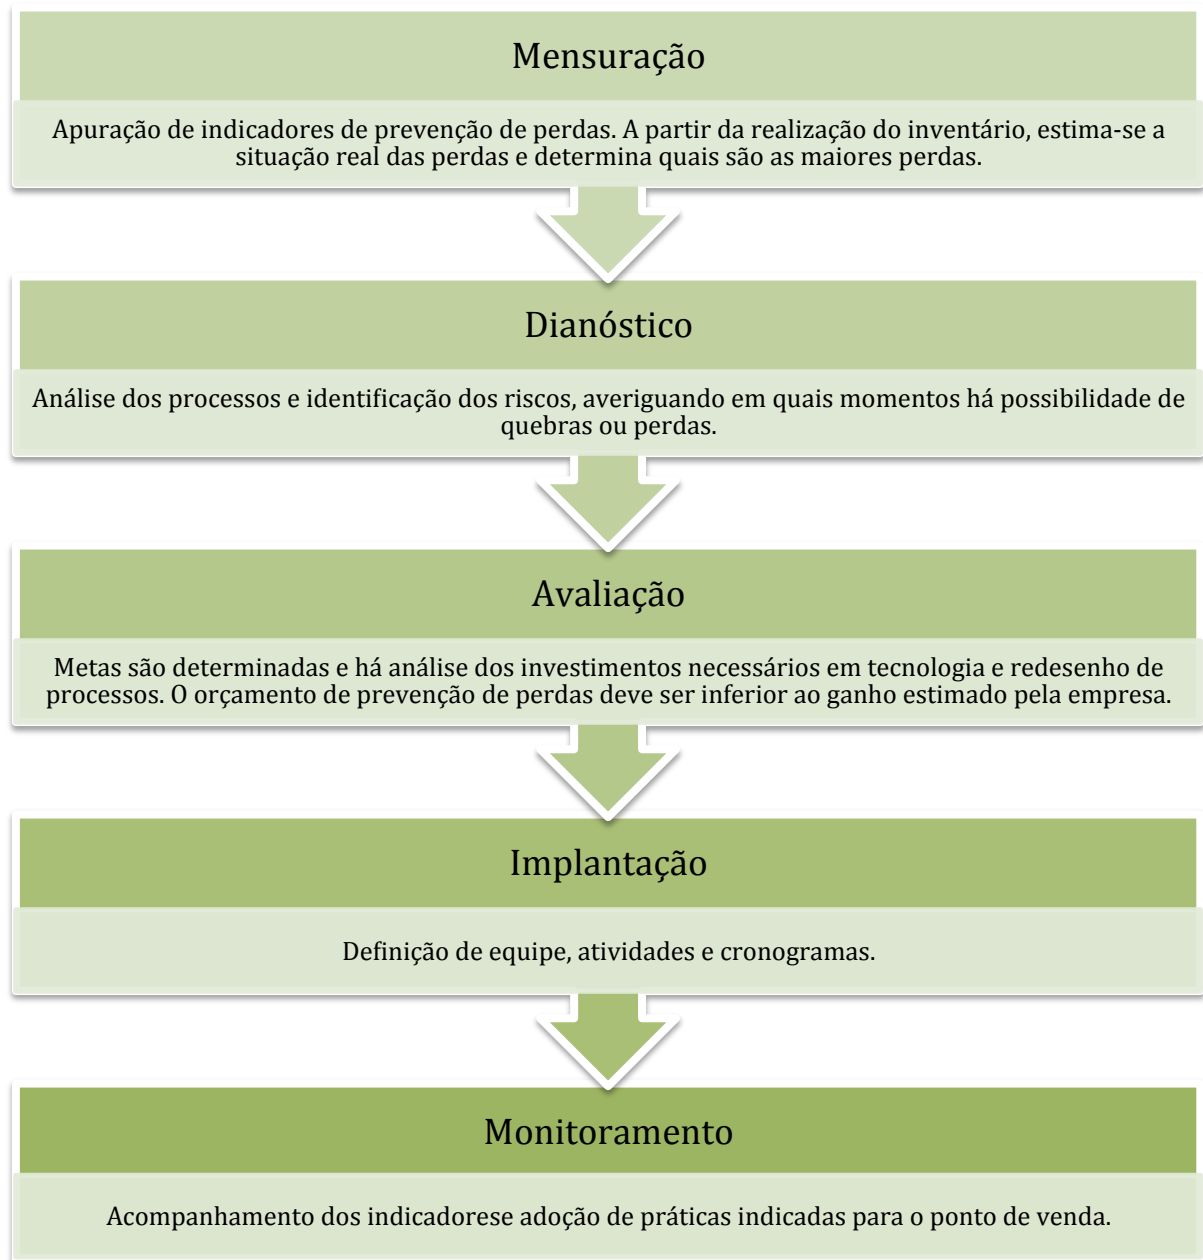 Mensuração
Apuração de indicadores de prevenção de perdas. A partir da realização do inventário, estima-se a
situação real das perdas e determina quais são as maiores perdas.
Dianóstico
Análise dos processos e identificação dos riscos, averiguando em quais momentos há possibilidade de
quebras ou perdas.
Avaliação
Metas são determinadas e há análise dos investimentos necessários em tecnologia e redesenho de
processos. O orçamento de prevenção de perdas deve ser inferior ao ganho estimado pela empresa.
Implantação
Definição de equipe, atividades e cronogramas.
Monitoramento
Acompanhamento dos indicadorese adoção de práticas indicadas para o ponto de venda.